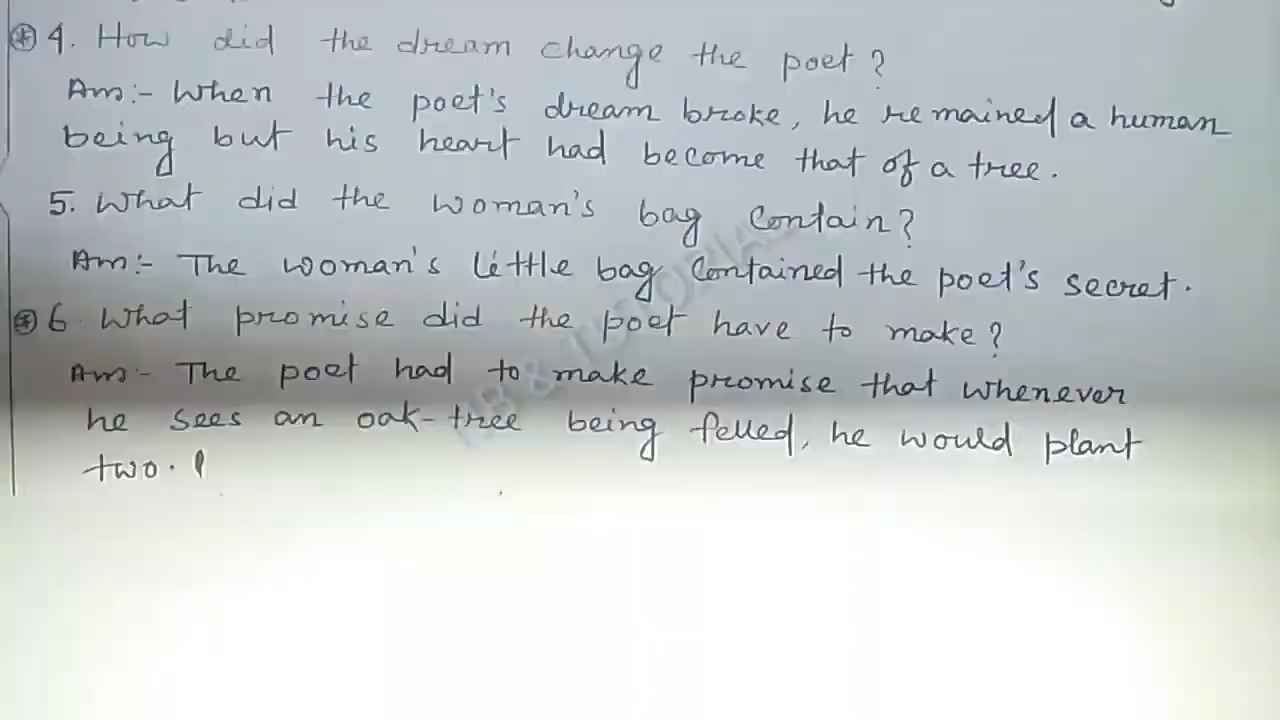 * 4. How did the dream change the poet?
Ans:- When the poet's dream broke, he remained a human
being but his heart had become that of a tree.
5. What did the woman's bag contain?
Ans:- The woman's little bag contained the poet's secret.
* 6. What promise did the poet have to make?
Ans:- The poet had to make promise that whenever
he sees an oak-tree being felled, he would plant
two.